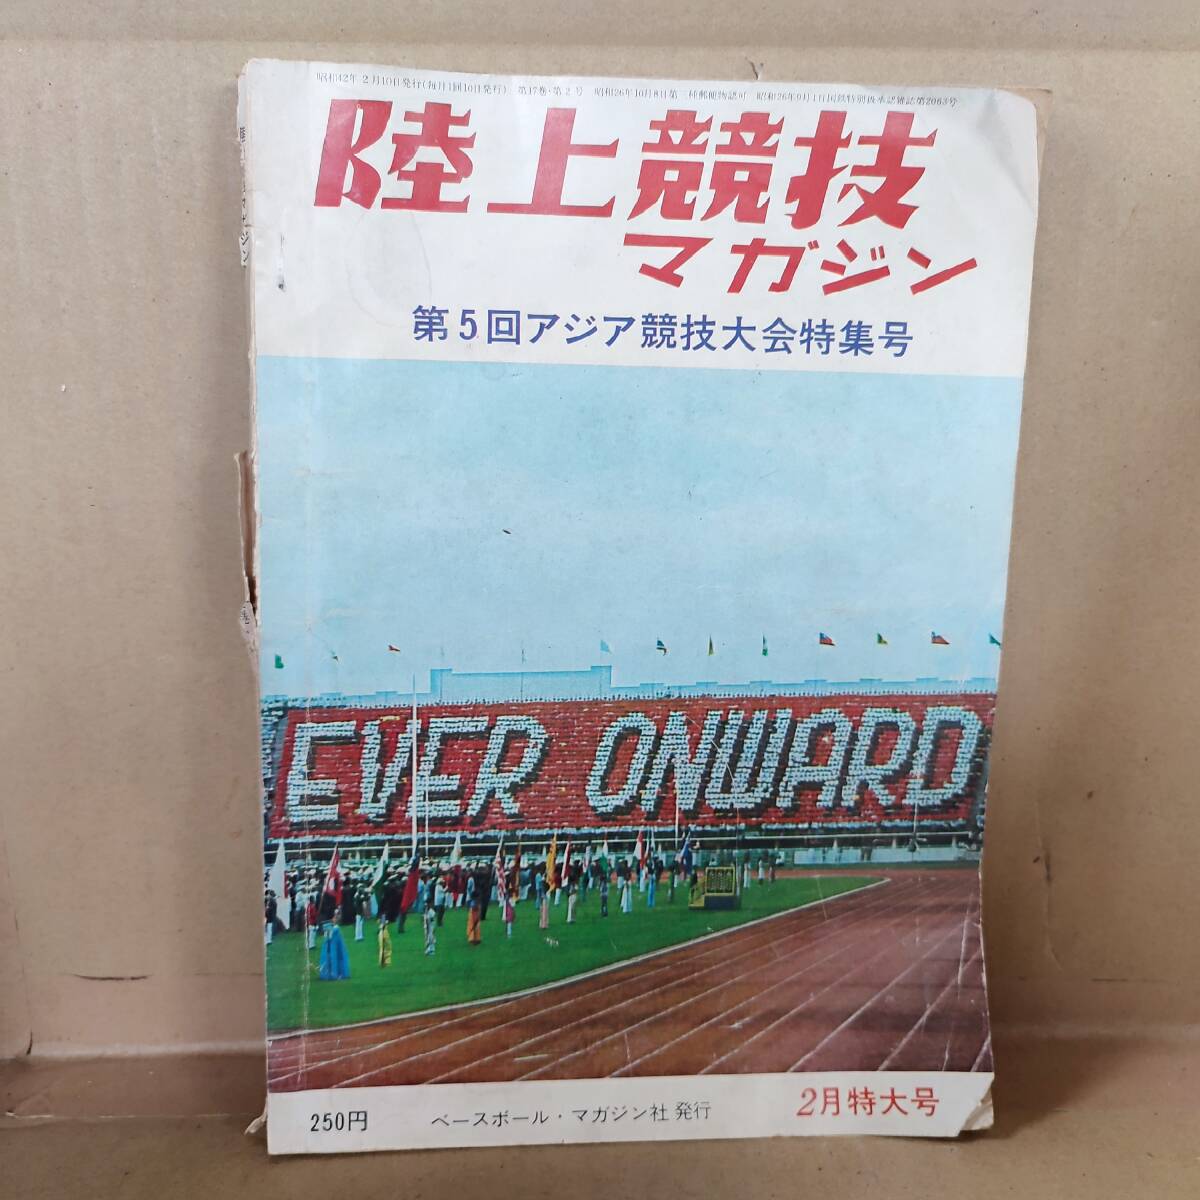 昭和42年2月10日発行(毎月1回10日発行) 第17巻・第2号 昭和26年10月8日第三種郵便物認可 昭和26年9月1日国鉄特別扱承認雑誌第2063号
陸上競技
マガジン
第5回アジア競技大会特集号
EVER ONWARD
250円 ベースボール・マガジン社 発行 2月特大号